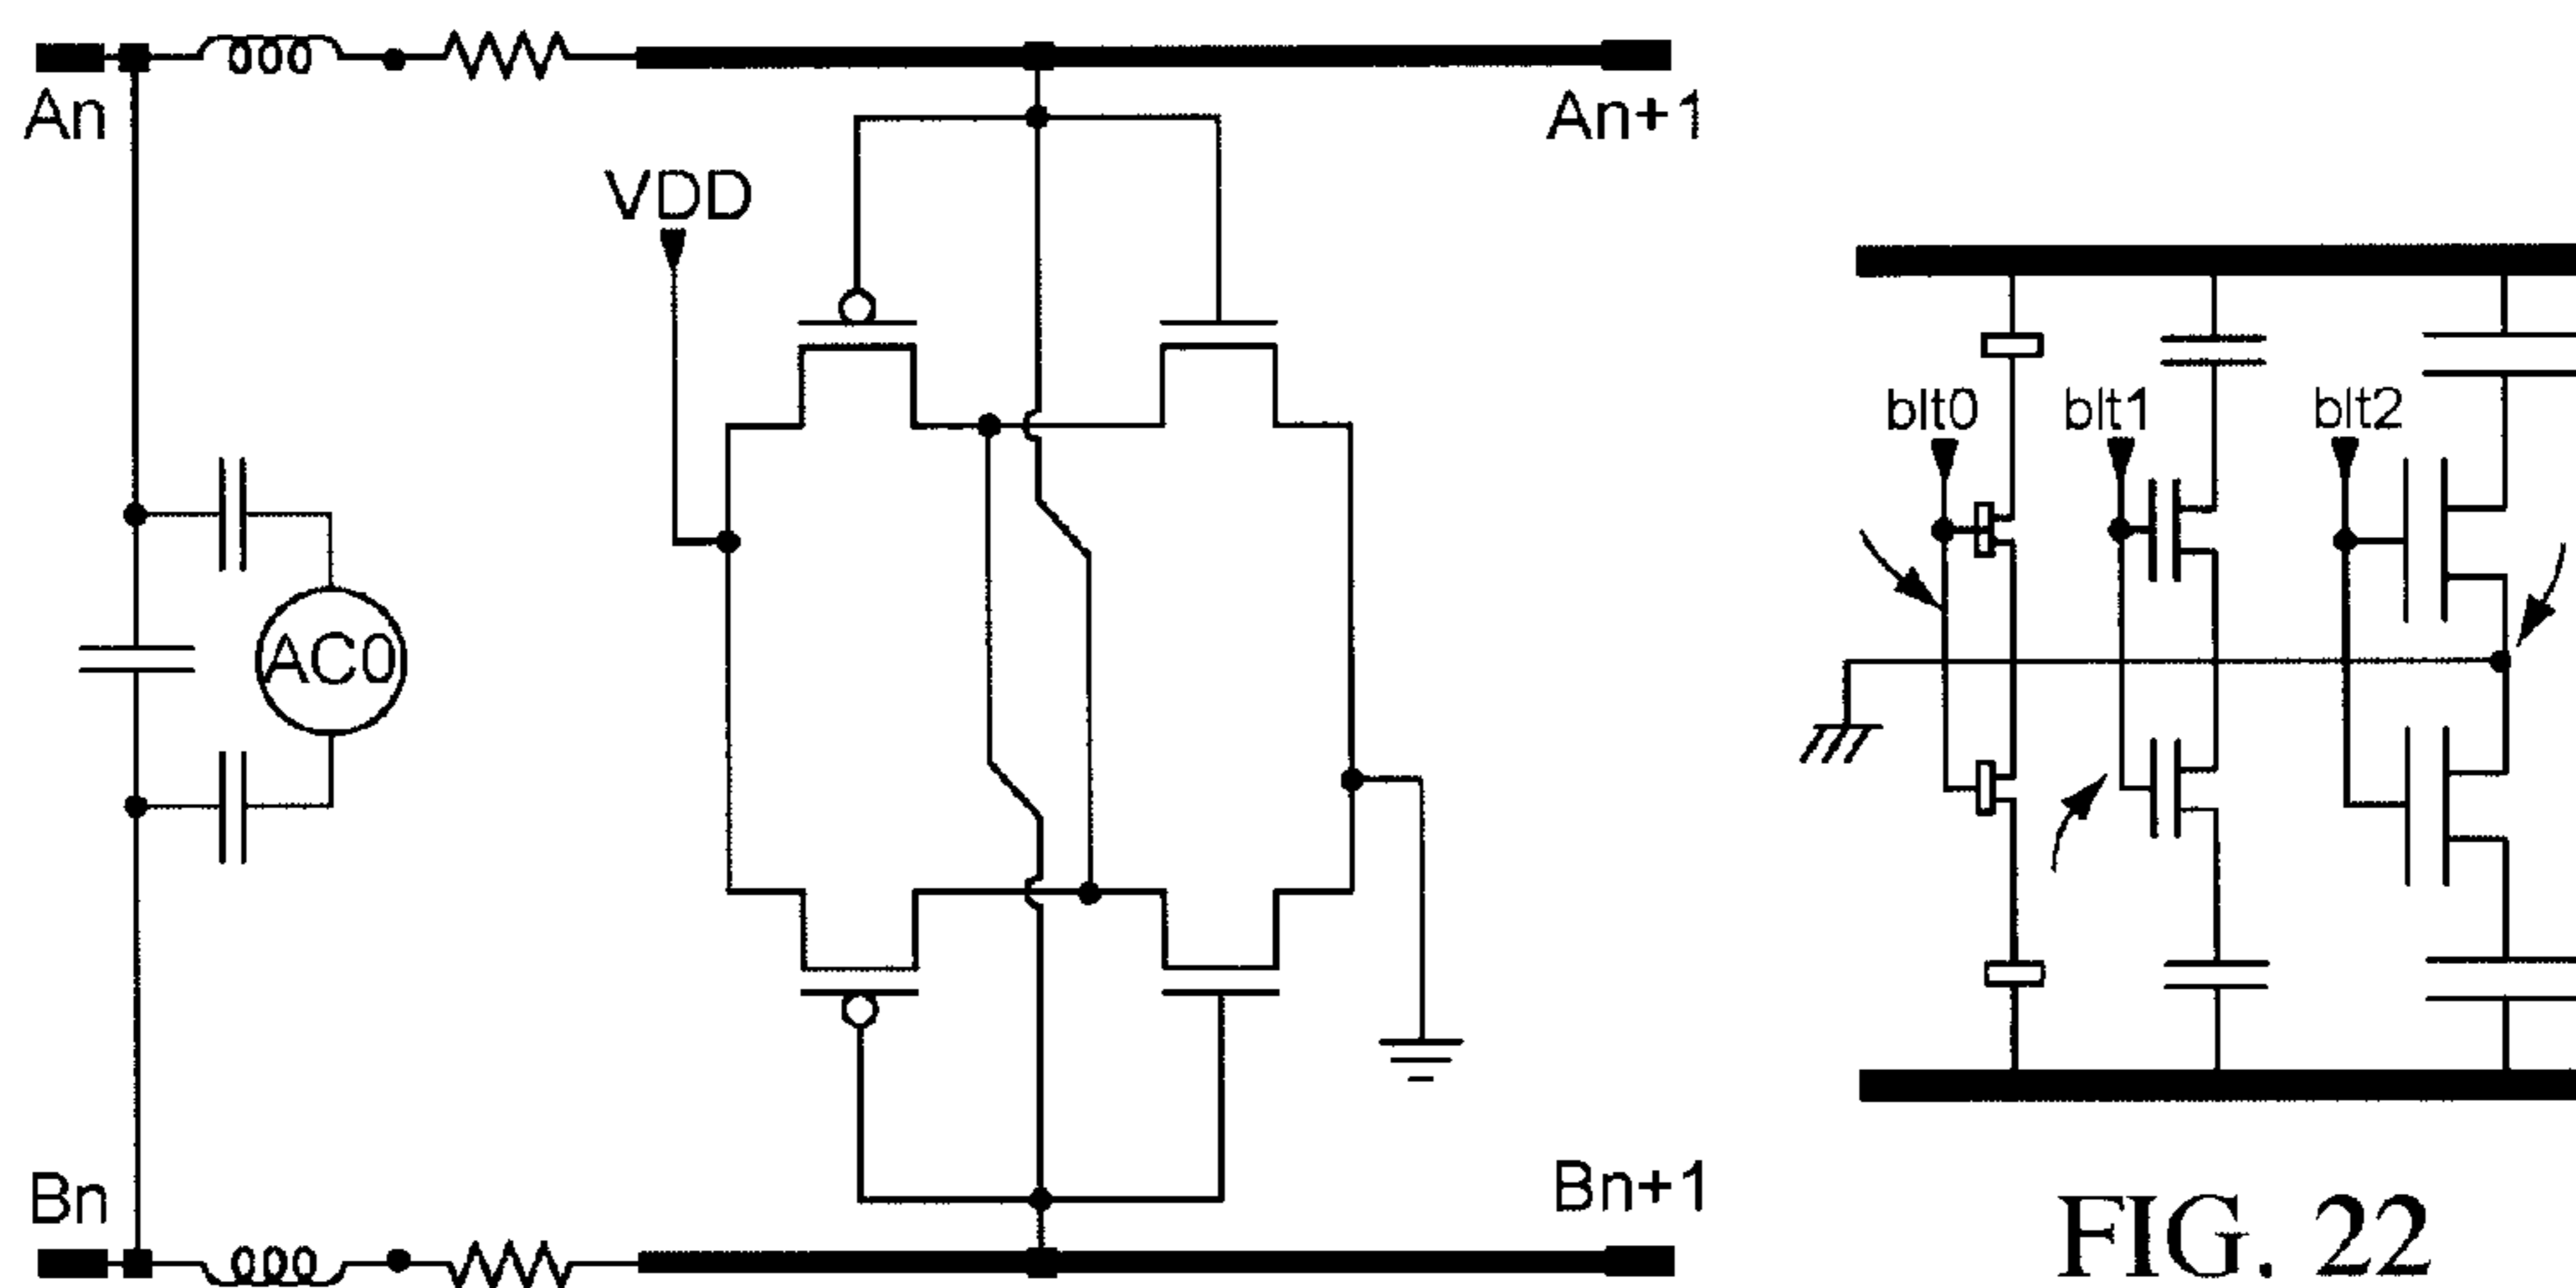 An
An+1
VDD
AC0
Bn
Bn+1
blt0
blt1
blt2
FIG. 22